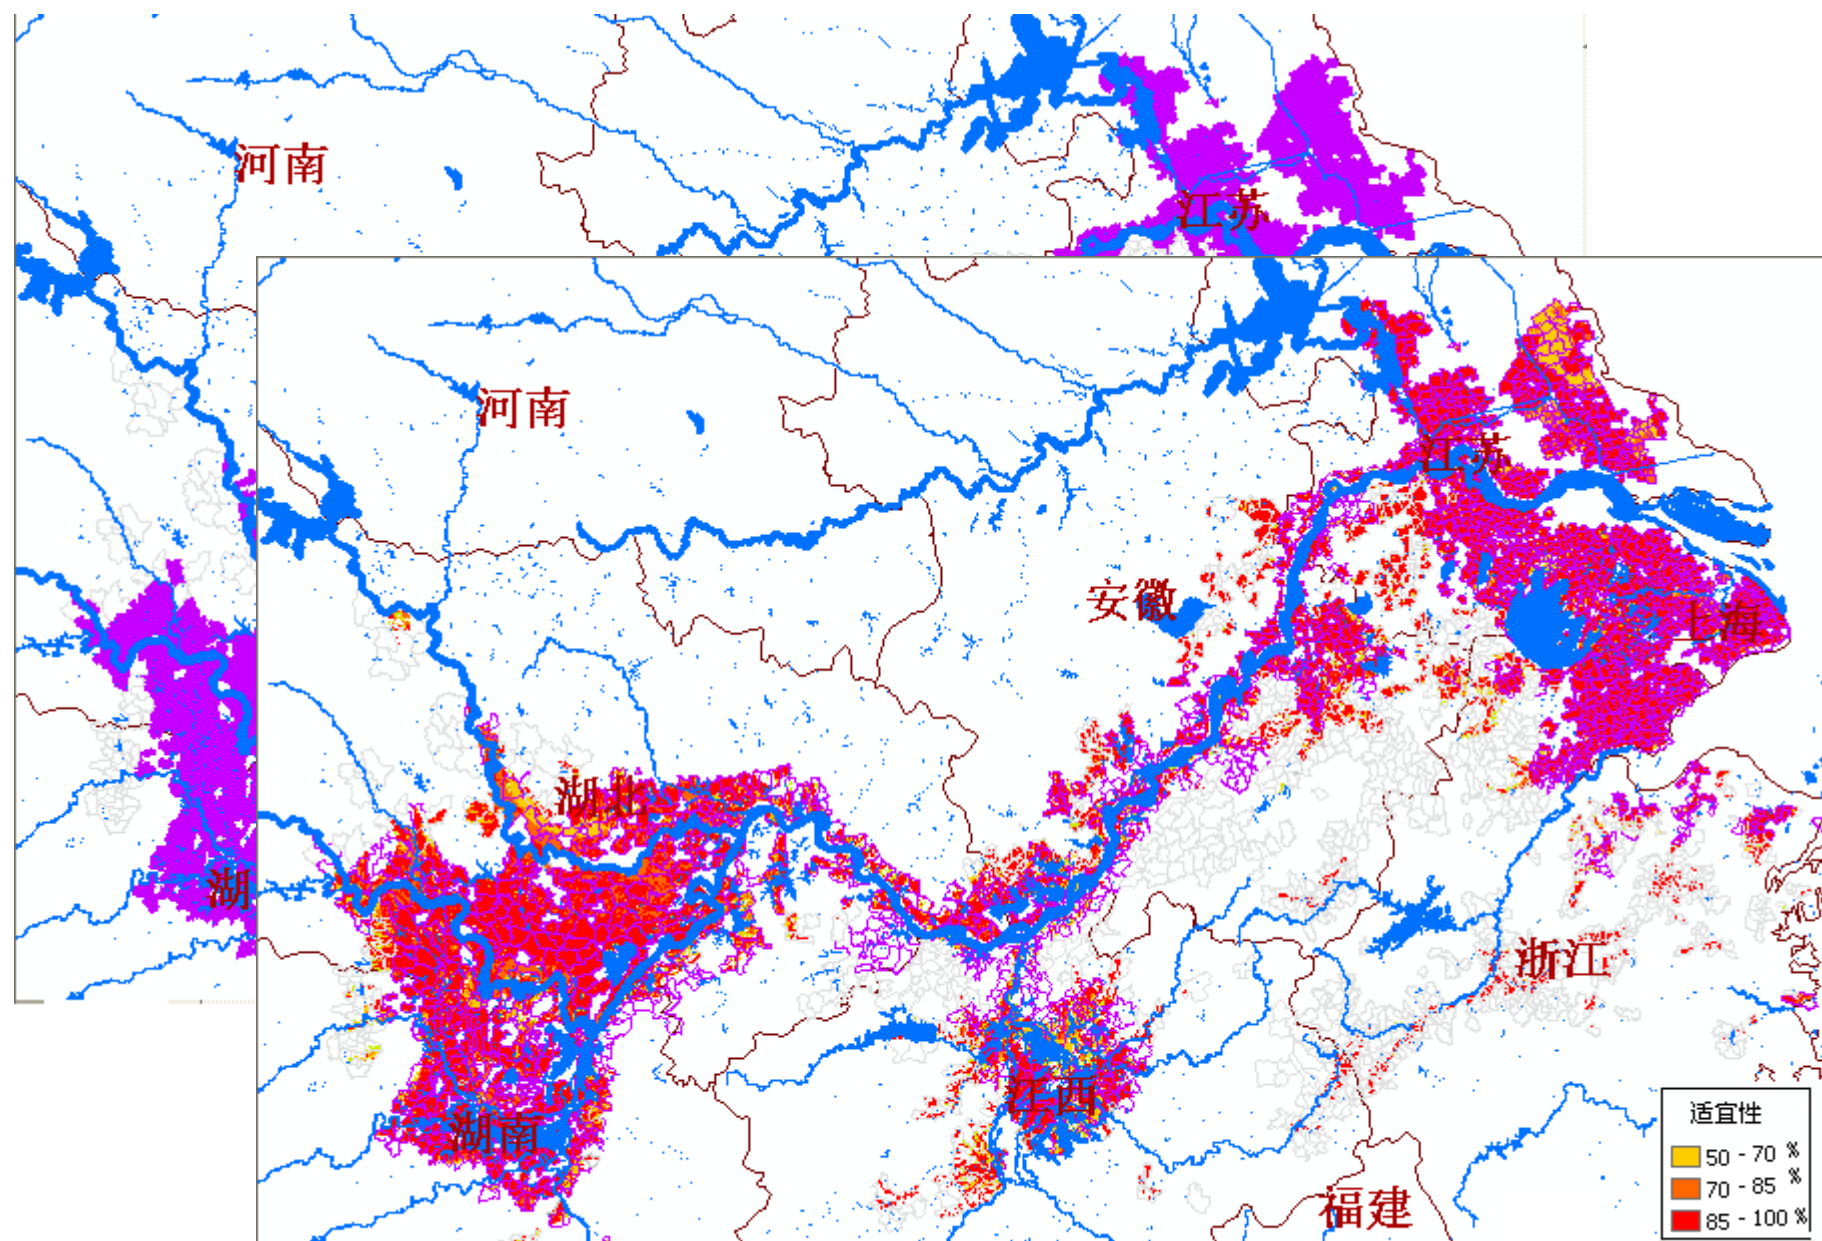 河南
江苏
湖
河南
江苏
安徽
上海
湖北
浙江
江西
湖南
福建
适宜性
50 - 70 %
70 - 85 %
85 - 100 %